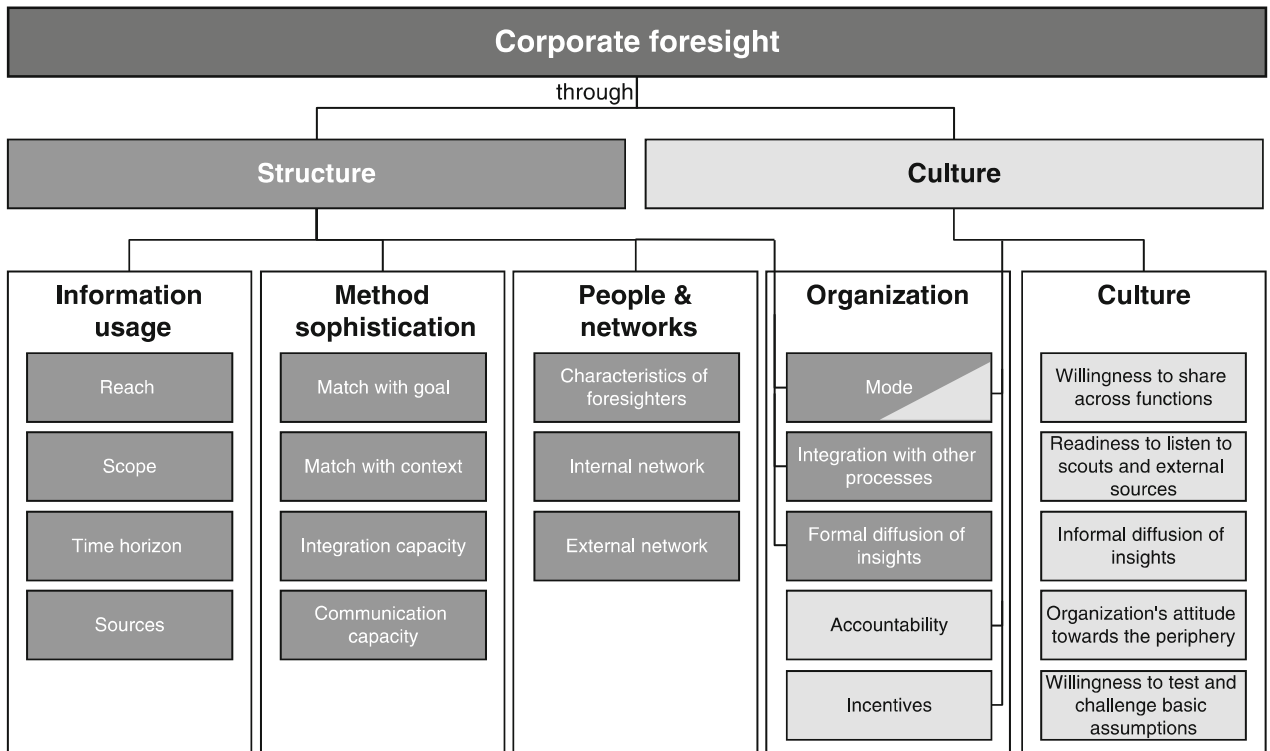 Corporate foresight
through
Structure
Culture
Information
usage
Reach
Scope
Time horizon
Sources
Method
sophistication
Match with goal
Match with context
Integration capacity
Communication
capacity
People &
networks
Characteristics of
foresighters
Internal network
External network
Organization
Mode
Integration with other
processes
Formal diffusion of
insights
Accountability
Incentives
Culture
Willingness to share
across functions
Readiness to listen to
scouts and external
sources
Informal diffusion of
insights
Organization's attitude
towards the periphery
Willingness to test and
challenge basic
assumptions